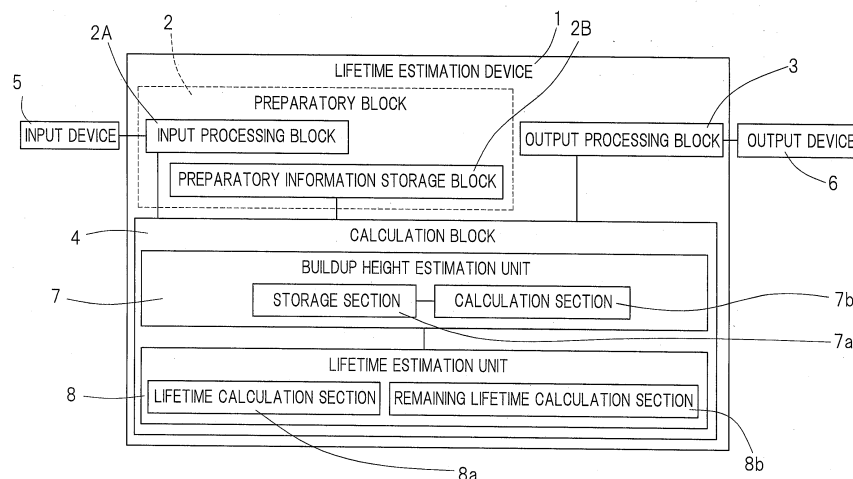 1
2
2A
2B
LIFETIME ESTIMATION DEVICE
3
5
PREPARATORY BLOCK
INPUT DEVICE
INPUT PROCESSING BLOCK
OUTPUT PROCESSING BLOCK
OUTPUT DEVICE
PREPARATORY INFORMATION STORAGE BLOCK
6
4
CALCULATION BLOCK
BUILDUP HEIGHT ESTIMATION UNIT
7
STORAGE SECTION
CALCULATION SECTION
7b
7a
LIFETIME ESTIMATION UNIT
8
LIFETIME CALCULATION SECTION
REMAINING LIFETIME CALCULATION SECTION
8a
8b